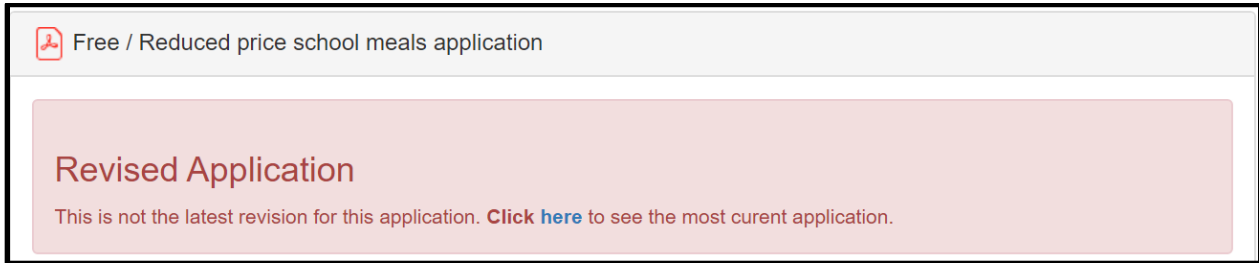 Free / Reduced price school meals application
Revised Application
This is not the latest revision for this application. Click here to see the most curent application.